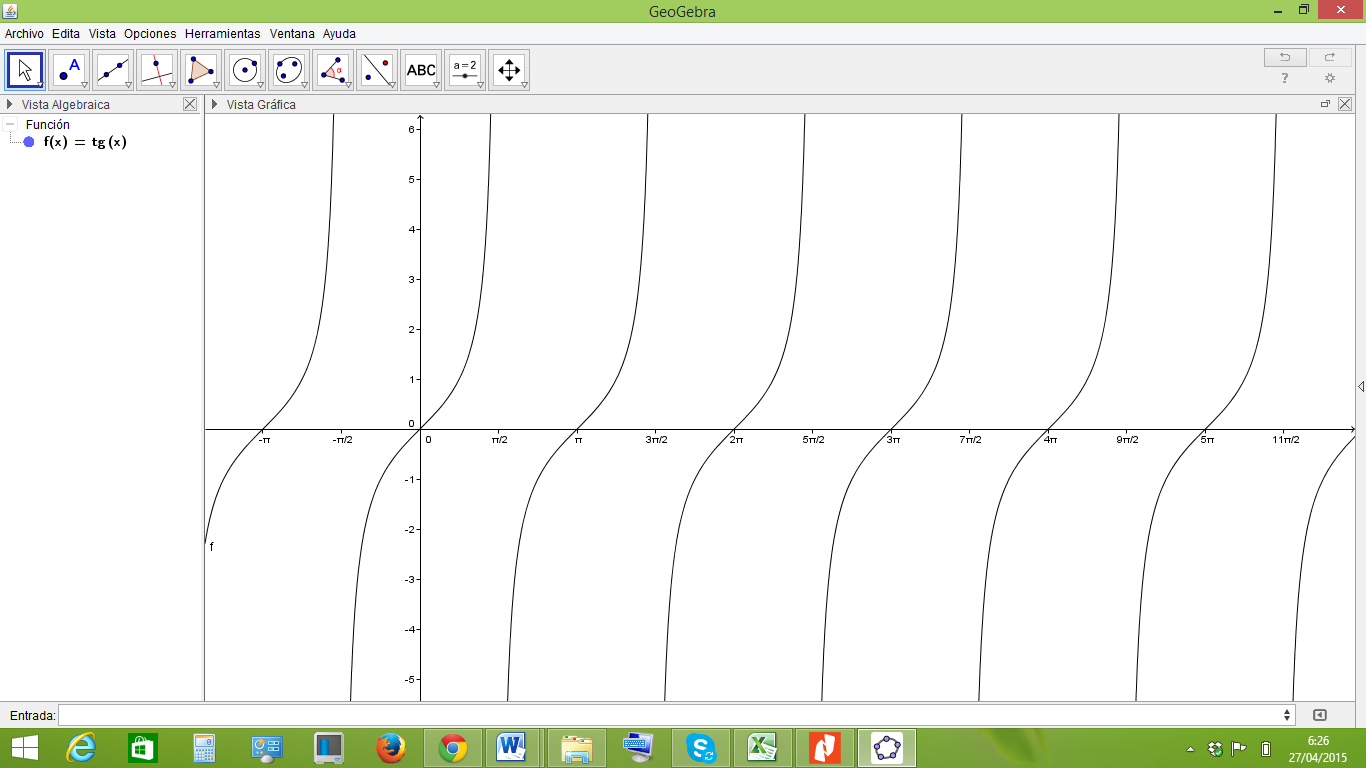 GeoGebra
Archivo Edita Vista Opciones Herramientas Ventana Ayuda
A α ABC a = 2
?
Vista Algebraica
Vista Gráfica
Función
f(x) = tg (x)
6
5
4
3
2
1
0
-π -π/2 0 π/2 π 3π/2 2π 5π/2 3π 7π/2 4π 9π/2 5π 11π/2
-1
-2
f
-3
-4
-5
Entrada:
6:26
27/04/2015